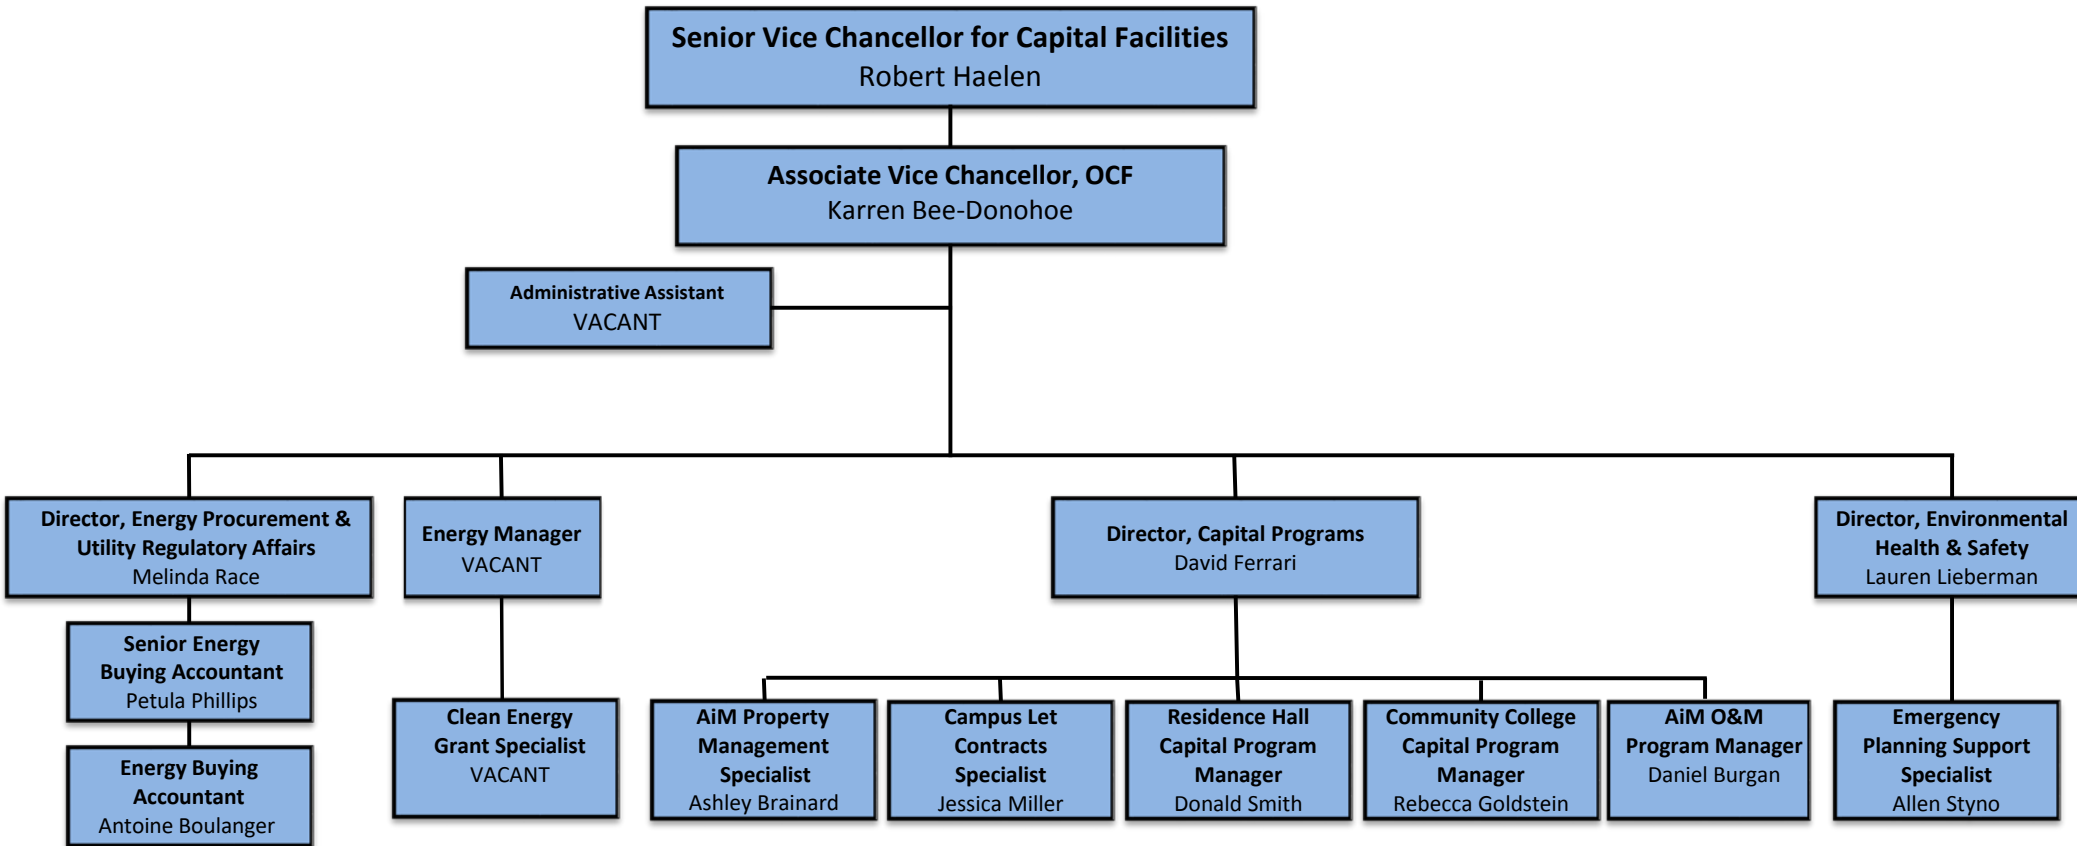 Senior Vice Chancellor for Capital Facilities
Robert Haelen
Associate Vice Chancellor, OCF
Karren Bee-Donohoe
Administrative Assistant
VACANT
Director, Energy Procurement &
Utility Regulatory Affairs
Melinda Race
Energy Manager
VACANT
Director, Capital Programs
David Ferrari
Director, Environmental
Health & Safety
Lauren Lieberman
Senior Energy
Buying Accountant
Petula Phillips
Energy Buying
Accountant
Antoine Boulanger
Clean Energy
Grant Specialist
VACANT
AiM Property
Management
Specialist
Ashley Brainard
Campus Let
Contracts
Specialist
Jessica Miller
Residence Hall
Capital Program
Manager
Donald Smith
Community College
Capital Program
Manager
Rebecca Goldstein
AiM O&M
Program Manager
Daniel Burgan
Emergency
Planning Support
Specialist
Allen Styno